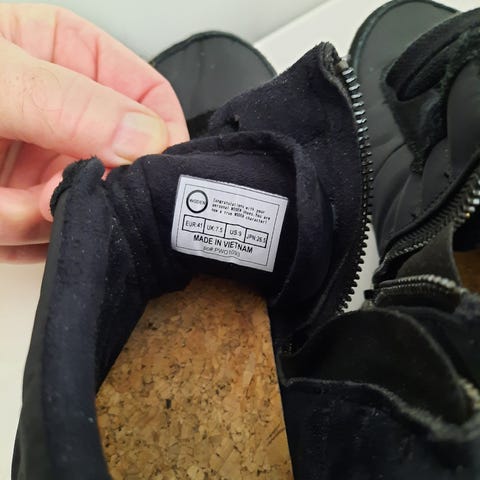 WODEN
Congratulations with your
personal WODEN Shoes.You are
now a true WODEN character!
EUR:41 UK:7.5 US:9 JPN:26.5
MADE IN VIETNAM